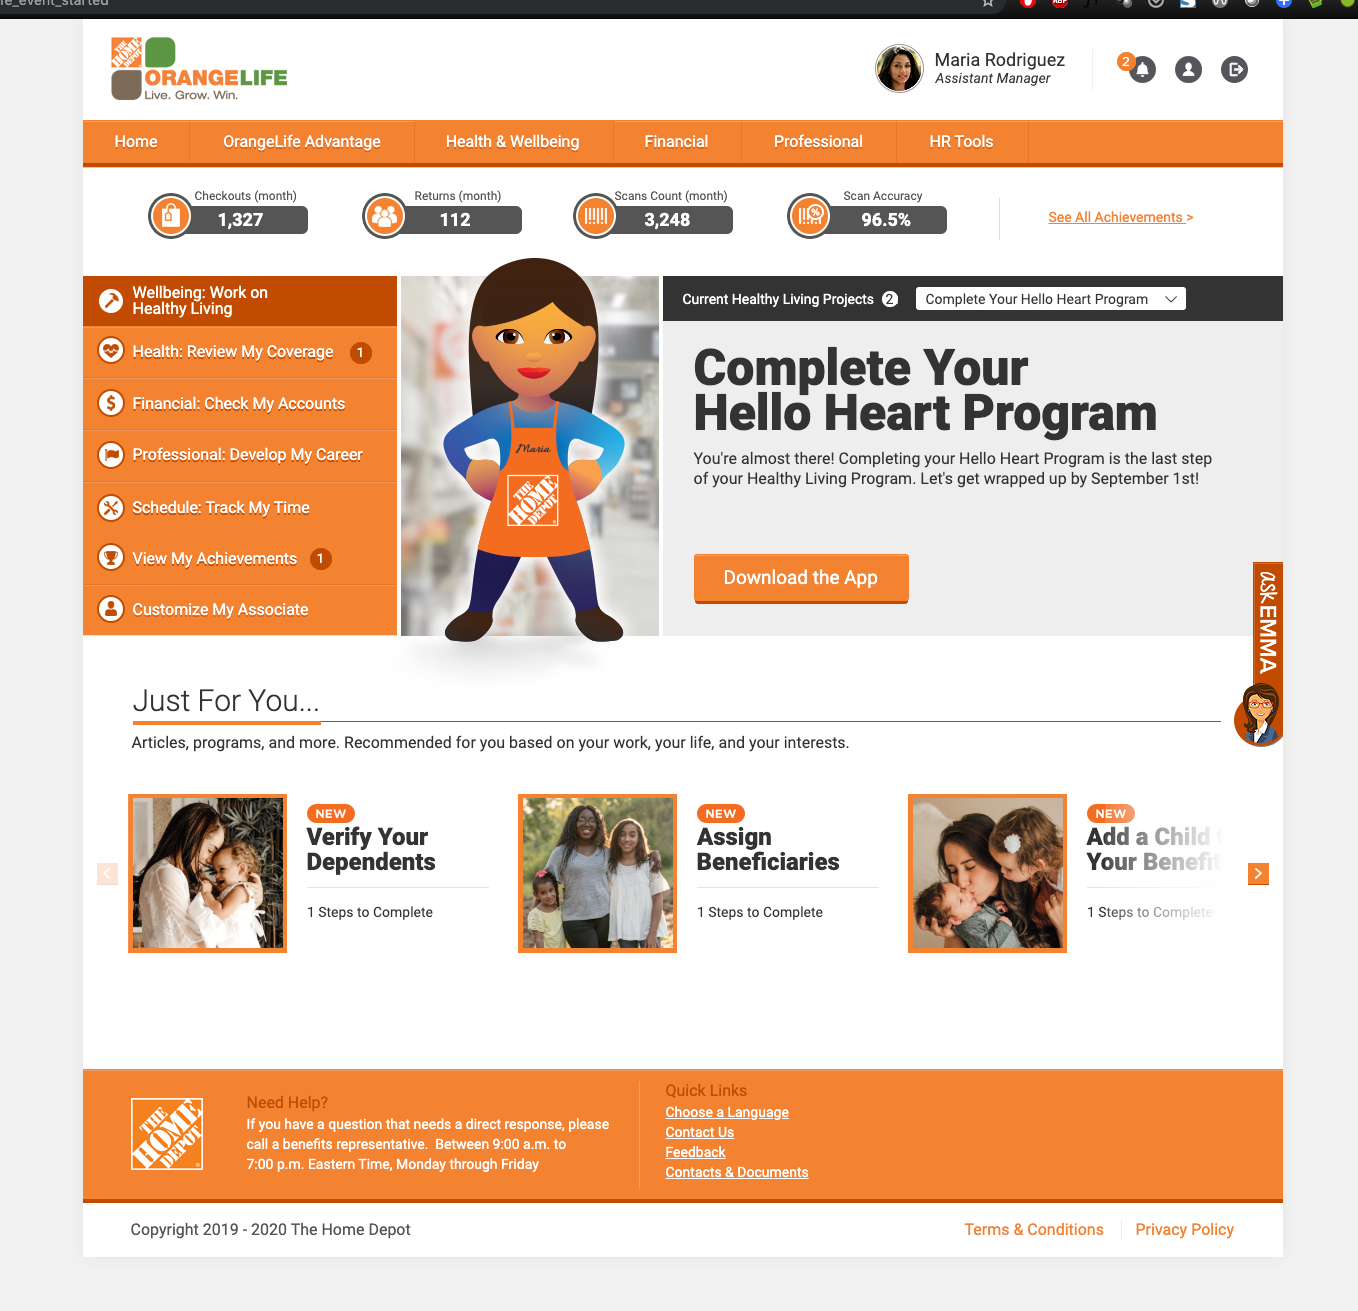 re_event_started
ABP
THE HOME DEPOT
ORANGELIFE
Live. Grow. Win.
Maria Rodriguez
Assistant Manager
2
Home
OrangeLife Advantage
Health & Wellbeing
Financial
Professional
HR Tools
Checkouts (month)
1,327
Returns (month)
112
Scans Count (month)
3,248
Scan Accuracy
96.5%
See All Achievements >
Wellbeing: Work on
Healthy Living
Health: Review My Coverage 1
Financial: Check My Accounts
Professional: Develop My Career
Schedule: Track My Time
View My Achievements 1
Customize My Associate
Maria
THE
HOME
DEPOT
Current Healthy Living Projects 2
Complete Your Hello Heart Program
Complete Your
Hello Heart Program
You're almost there! Completing your Hello Heart Program is the last step
of your Healthy Living Program. Let's get wrapped up by September 1st!
Download the App
ask EMMA
Just For You...
Articles, programs, and more. Recommended for you based on your work, your life, and your interests.
NEW
Verify Your
Dependents
1 Steps to Complete
NEW
Assign
Beneficiaries
1 Steps to Complete
NEW
Add a Child
Your Benefit
1 Steps to Complete
THE
HOME
DEPOT
Need Help?
If you have a question that needs a direct response, please
call a benefits representative. Between 9:00 a.m. to
7:00 p.m. Eastern Time, Monday through Friday
Quick Links
Choose a Language
Contact Us
Feedback
Contacts & Documents
Copyright 2019 - 2020 The Home Depot
Terms & Conditions
Privacy Policy